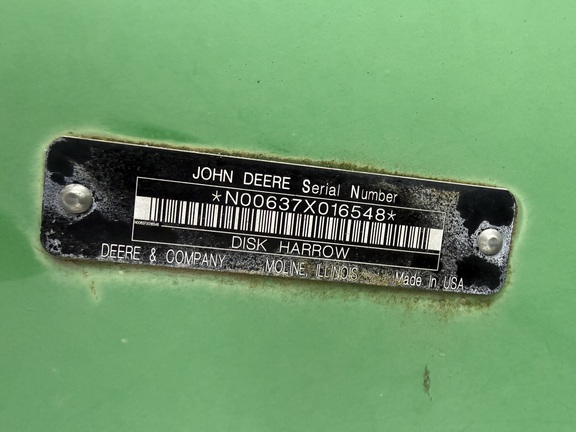 JOHN DEERE Serial Number
*N00637X016548*
DISK HARROW
DEERE & COMPANY MOLINE, ILLINOIS Made in USA